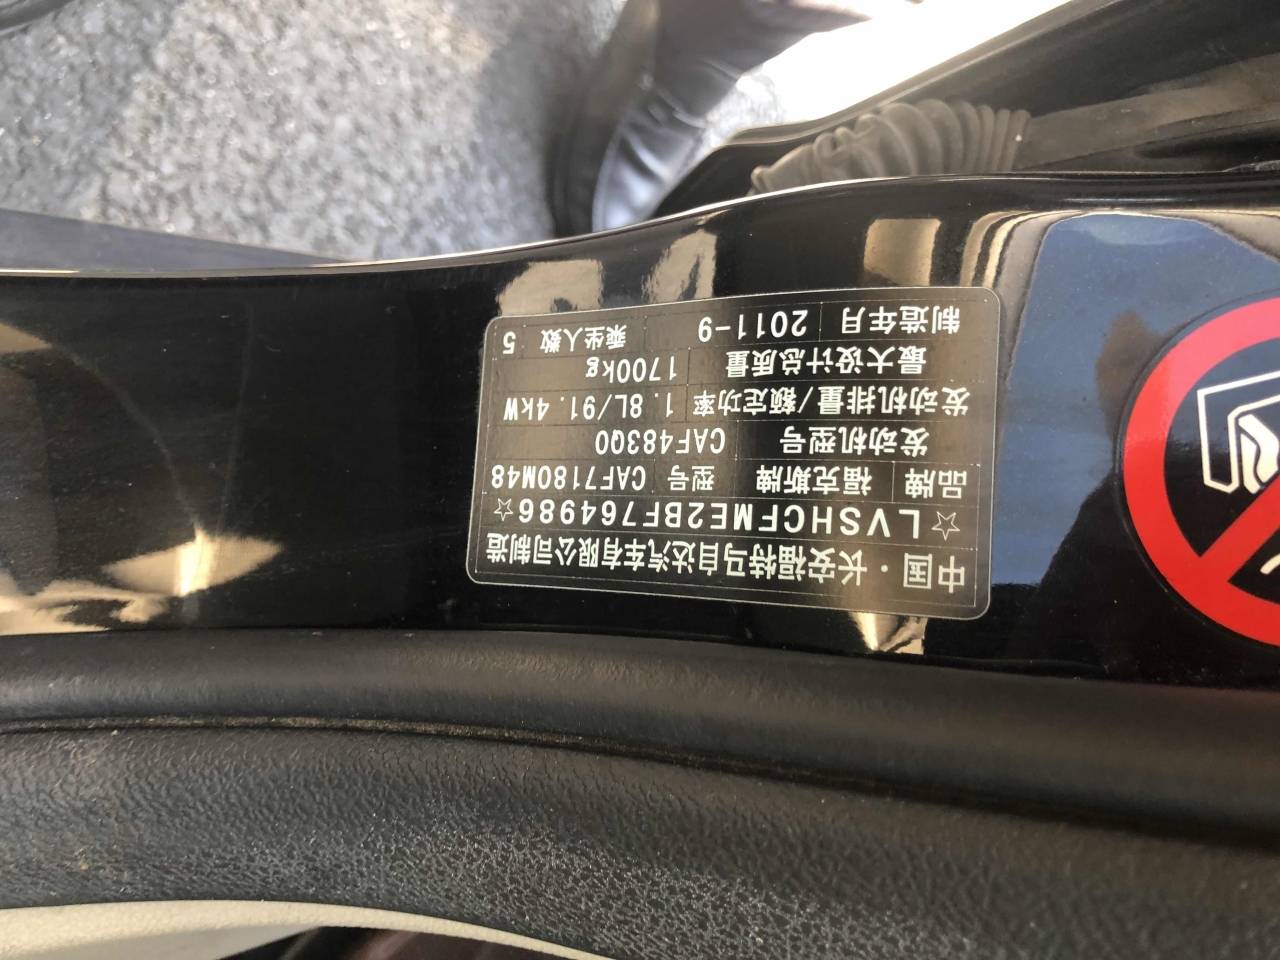 中国·长安福特马自达汽车有限公司制造
☆LVSHCFME2BF764986☆
品牌 福克斯牌 型号 CAF7180M48
发动机型号 CAF483Q0
发动机排量/额定功率 1.8L/91.4kW
最大设计总质量 1700kg
制造年月 2011-9 乘坐人数 5